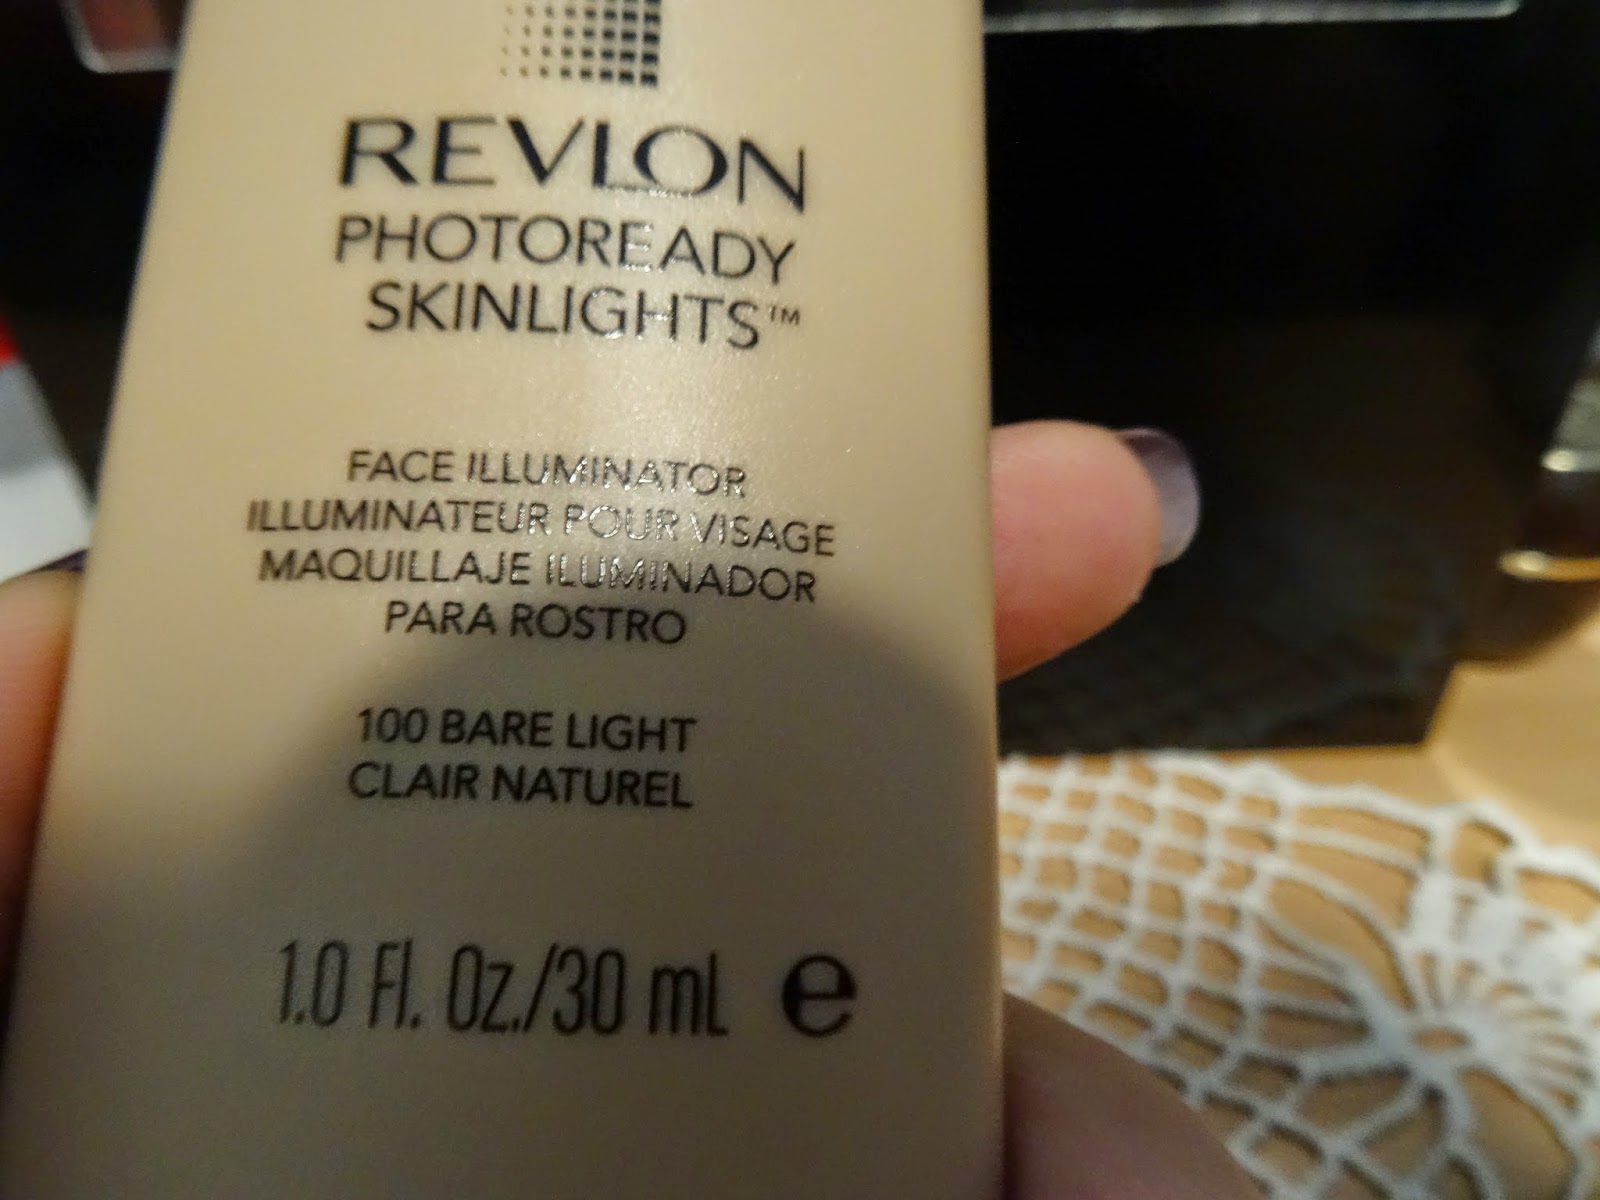 REVLON
PHOTOREADY
SKINLIGHTS™
FACE ILLUMINATOR
ILLUMINATEUR POUR VISAGE
MAQUILLAJE ILUMINADOR
PARA ROSTRO
100 BARE LIGHT
CLAIR NATUREL
1.0 Fl. Oz./30 mL e